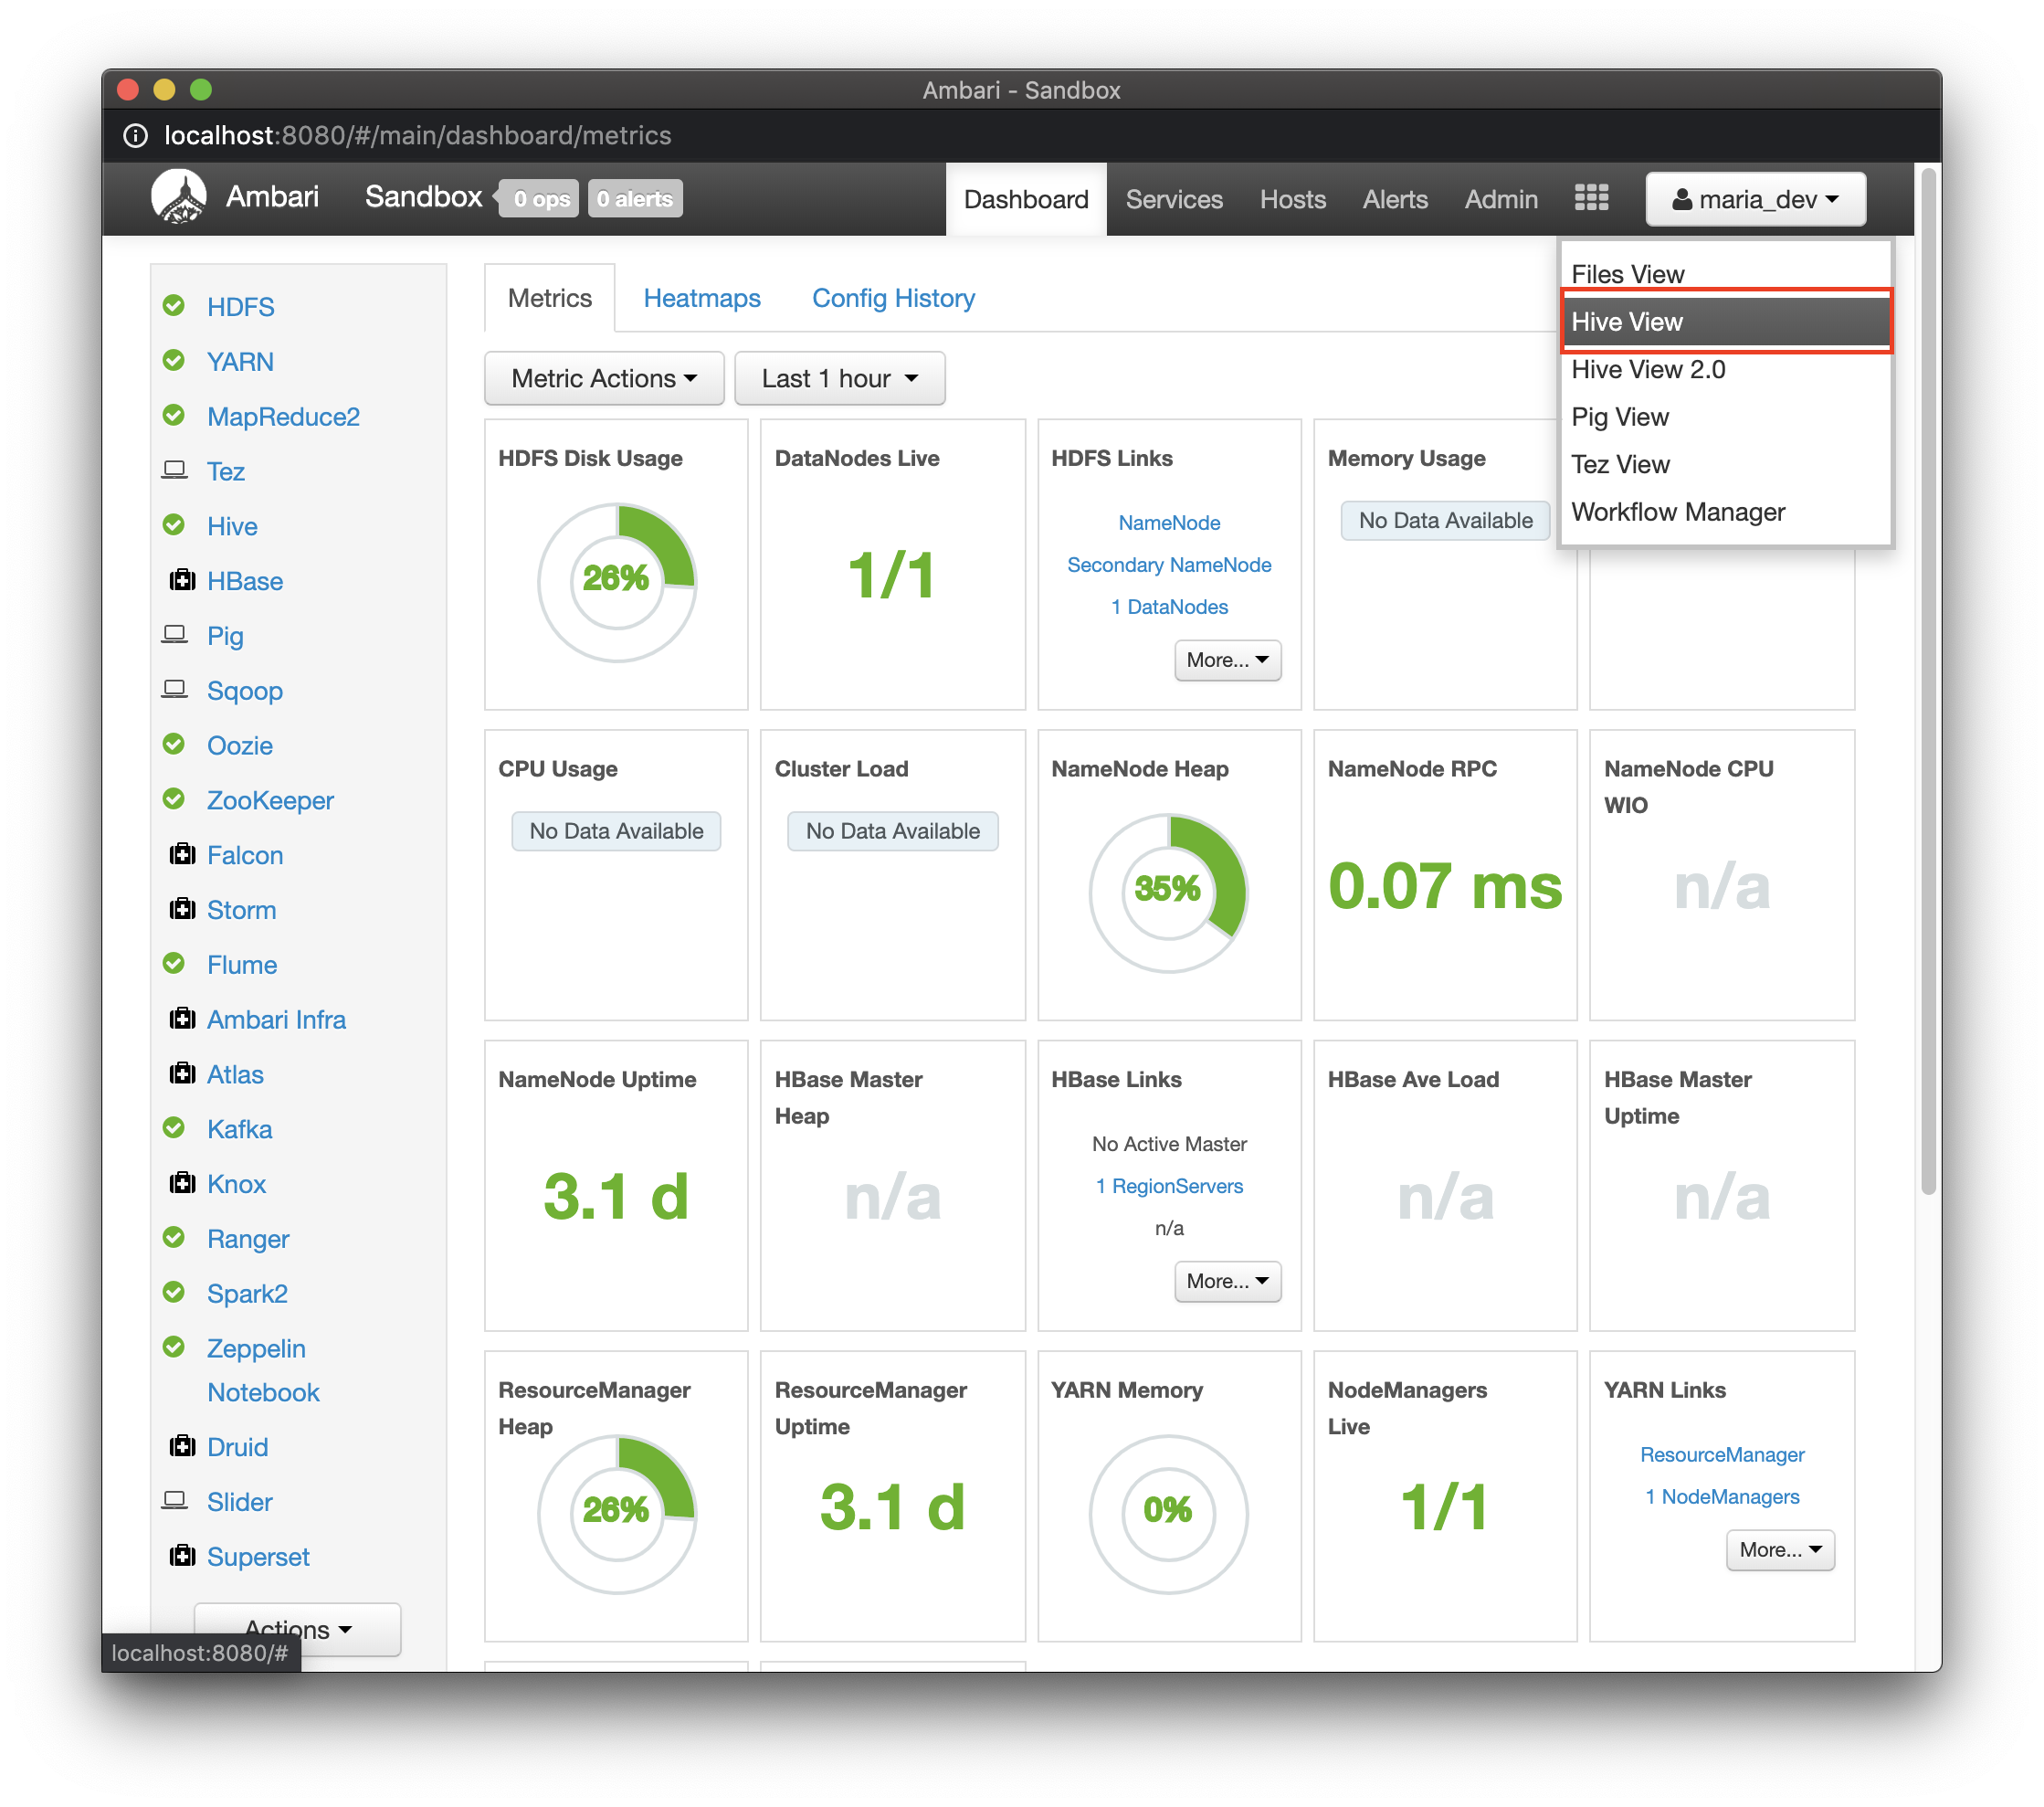 Ambari - Sandbox
localhost:8080/#/main/dashboard/metrics
Ambari Sandbox 0 ops 0 alerts Dashboard Services Hosts Alerts Admin maria_dev
Files View
Hive View
Hive View 2.0
Pig View
Tez View
Workflow Manager
HDFS
YARN
MapReduce2
Tez
Hive
HBase
Pig
Sqoop
Oozie
ZooKeeper
Falcon
Storm
Flume
Ambari Infra
Atlas
Kafka
Knox
Ranger
Spark2
Zeppelin
Notebook
Druid
Slider
Superset
Actions
localhost:8080/#
Metrics Heatmaps Config History
Metric Actions Last 1 hour
HDFS Disk Usage
26%
DataNodes Live
1/1
HDFS Links
NameNode
Secondary NameNode
1 DataNodes
More...
Memory Usage
No Data Available
CPU Usage
No Data Available
Cluster Load
No Data Available
NameNode Heap
35%
NameNode RPC
0.07 ms
NameNode CPU
WIO
n/a
NameNode Uptime
3.1 d
HBase Master
Heap
n/a
HBase Links
No Active Master
1 RegionServers
n/a
More...
HBase Ave Load
n/a
HBase Master
Uptime
n/a
ResourceManager
Heap
26%
ResourceManager
Uptime
3.1 d
YARN Memory
0%
NodeManagers
Live
1/1
YARN Links
ResourceManager
1 NodeManagers
More...